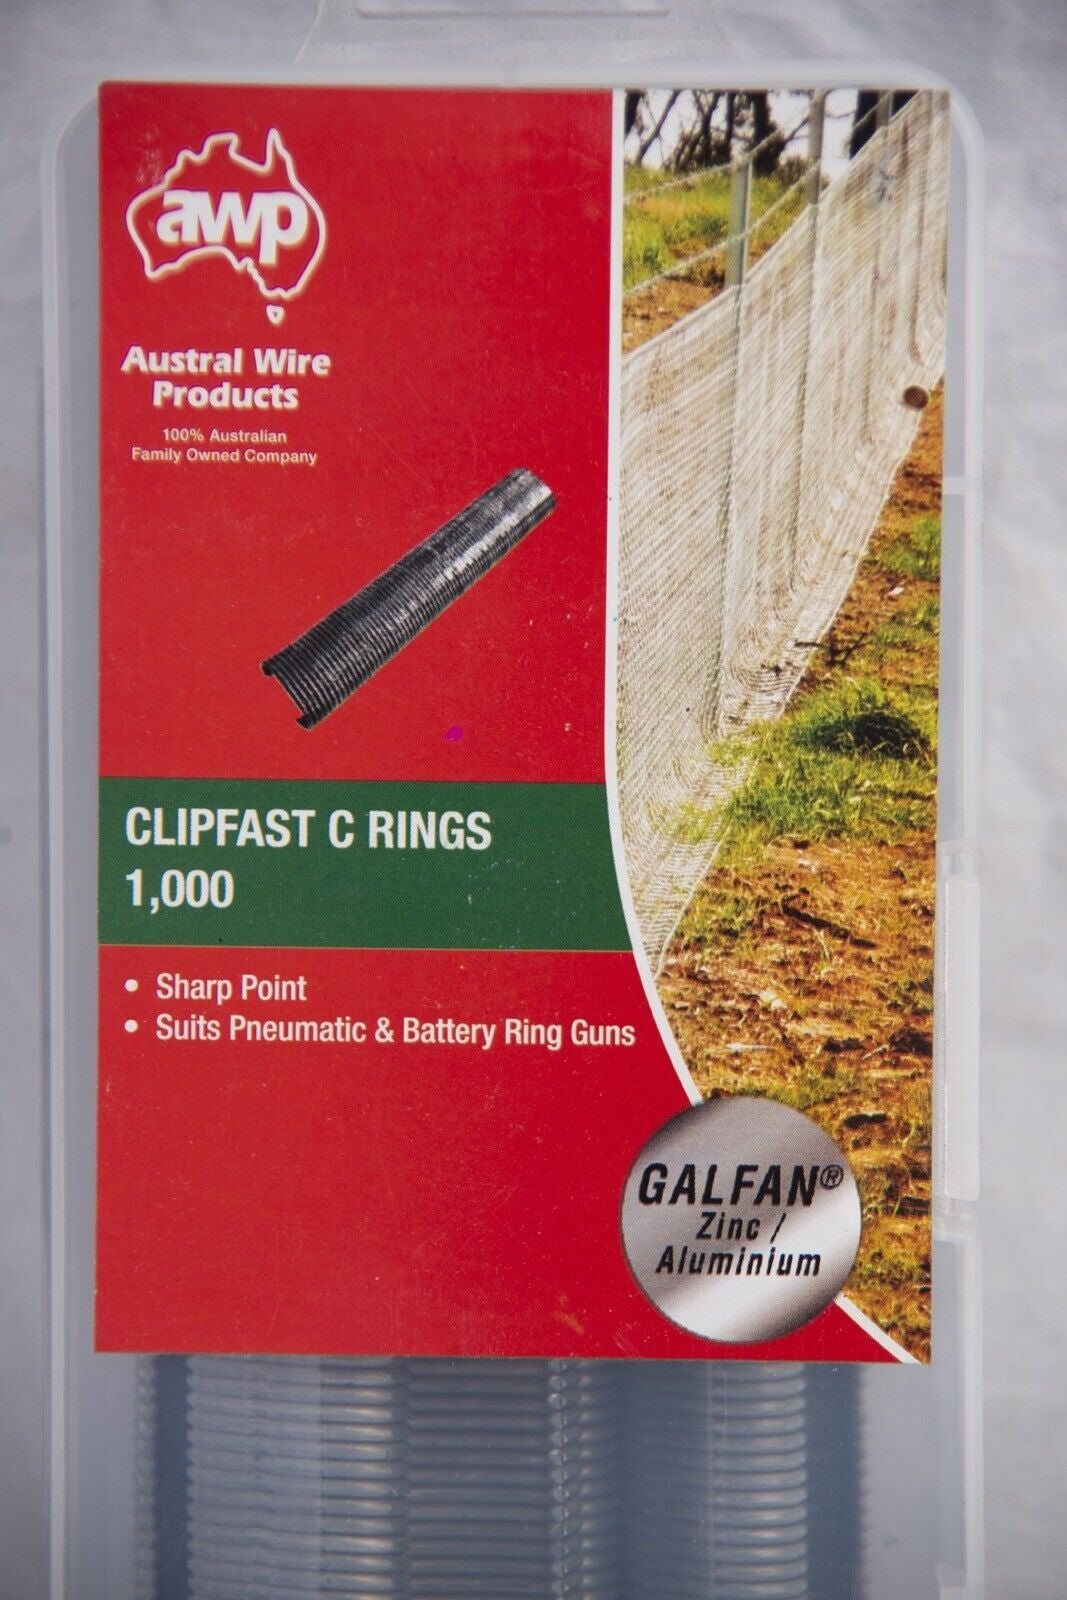 awp
Austral Wire
Products
100% Australian
Family Owned Company
CLIPFAST C RINGS
1,000
• Sharp Point
• Suits Pneumatic & Battery Ring Guns
GALFAN®
Zinc /
Aluminium